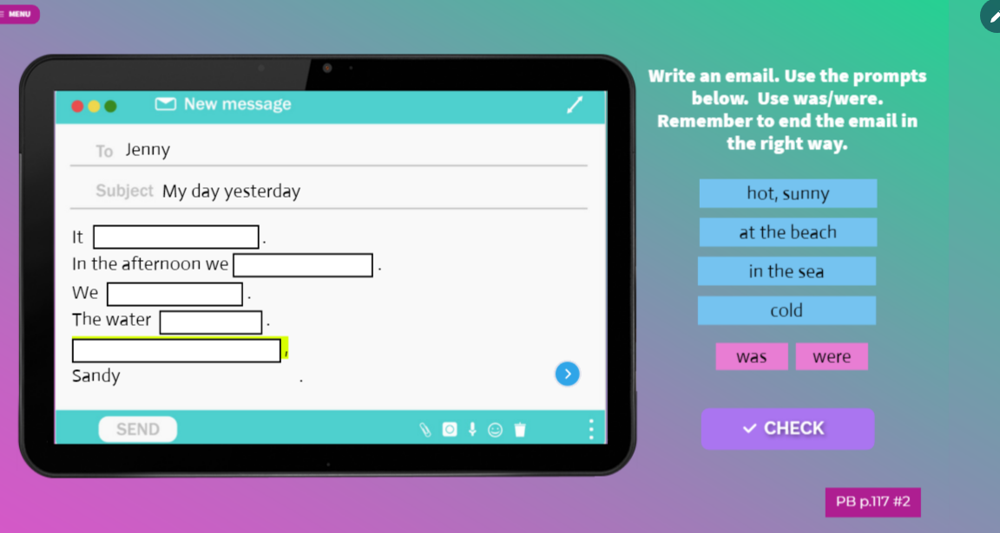 MENU
New message
To Jenny
Subject My day yesterday
It .
In the afternoon we .
We .
The water .
,
Sandy .
SEND
Write an email. Use the prompts
below. Use was/were.
Remember to end the email in
the right way.
hot, sunny
at the beach
in the sea
cold
was were
CHECK
PB p.117 #2